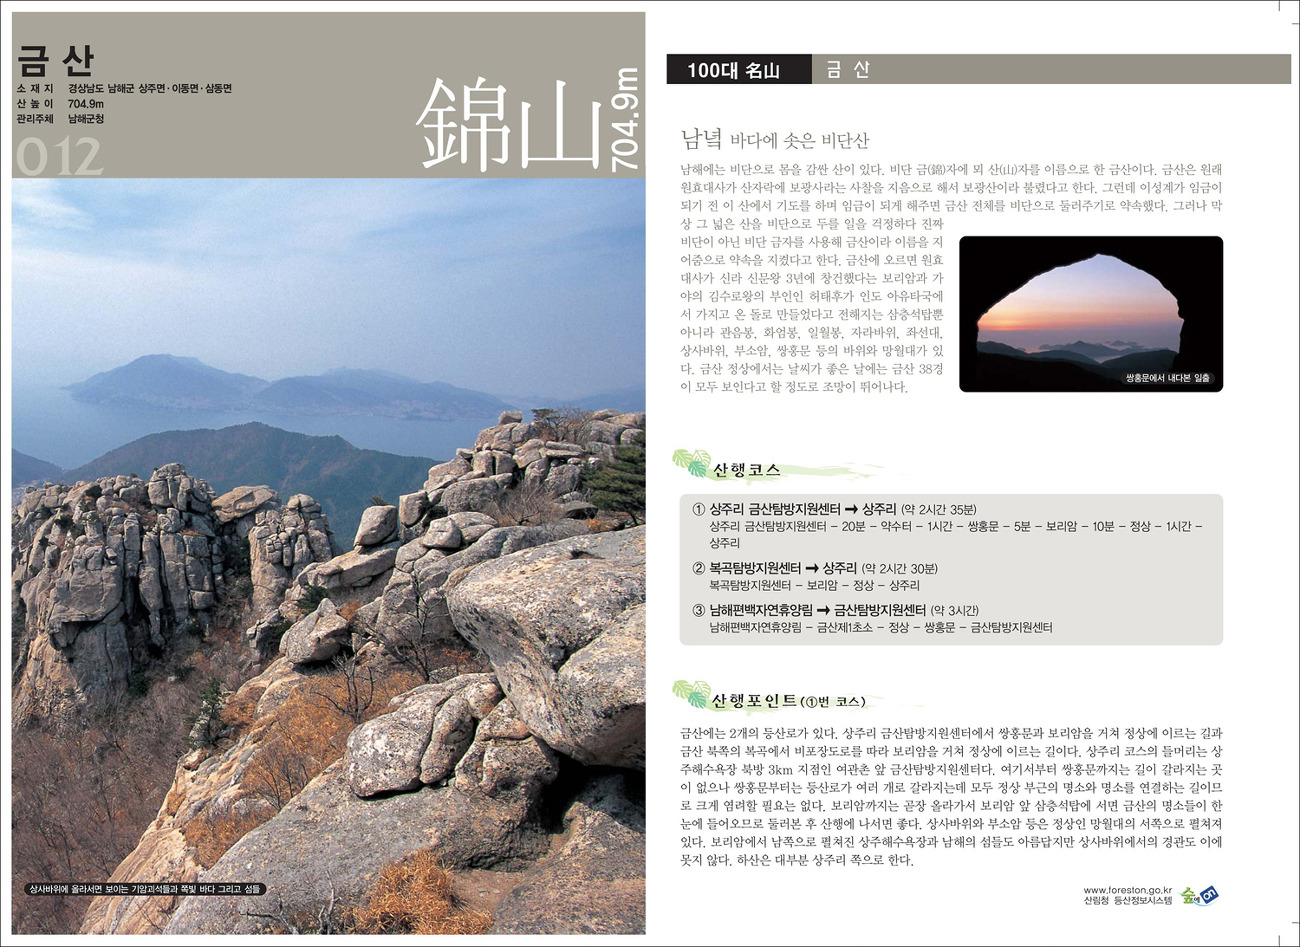 금 산
소 재 지 경상남도 남해군 상주면·이동면·삼동면
산 높 이 704.9m
관리주체 남해군청
012
錦山 704.9m
상사바위에 올라서면 보이는 기암괴석들과 쪽빛 바다 그리고 섬들
100대 名山 금 산
남녘 바다에 솟은 비단산
남해에는 비단으로 몸을 감싼 산이 있다. 비단 금(錦)자에 뫼 산(山)자를 이름으로 한 금산이다. 금산은 원래
원효대사가 산자락에 보광사라는 사찰을 지음으로 해서 보광산이라 불렸다고 한다. 그런데 이성계가 임금이
되기 전 이 산에서 기도를 하며 임금이 되게 해주면 금산 전체를 비단으로 둘러주기로 약속했다. 그러나 막
상 그 넓은 산을 비단으로 두를 일을 걱정하다 진짜
비단이 아닌 비단 금자를 사용해 금산이라 이름을 지
어줌으로 약속을 지켰다고 한다. 금산에 오르면 원효
대사가 신라 신문왕 3년에 창건했다는 보리암과 가
야의 김수로왕의 부인인 허태후가 인도 아유타국에
서 가지고 온 돌로 만들었다고 전해지는 삼층석탑뿐
아니라 관음봉, 화엄봉, 일월봉, 자라바위, 좌선대,
상사바위, 부소암, 쌍홍문 등의 바위와 망월대가 있
다. 금산 정상에서는 날씨가 좋은 날에는 금산 38경
이 모두 보인다고 할 정도로 조망이 뛰어나다.
쌍홍문에서 내다본 일출
산행코스
① 상주리 금산탐방지원센터 ➞ 상주리 (약 2시간 35분)
상주리 금산탐방지원센터 – 20분 – 약수터 – 1시간 – 쌍홍문 – 5분 – 보리암 – 10분 – 정상 – 1시간 –
상주리
② 복곡탐방지원센터 ➞ 상주리 (약 2시간 30분)
복곡탐방지원센터 – 보리암 – 정상 – 상주리
③ 남해편백자연휴양림 ➞ 금산탐방지원센터 (약 3시간)
남해편백자연휴양림 – 금산제1초소 – 정상 – 쌍홍문 – 금산탐방지원센터
산행포인트(①번 코스)
금산에는 2개의 등산로가 있다. 상주리 금산탐방지원센터에서 쌍홍문과 보리암을 거쳐 정상에 이르는 길과
금산 북쪽의 복곡에서 비포장도로를 따라 보리암을 거쳐 정상에 이르는 길이다. 상주리 코스의 들머리는 상
주해수욕장 북방 3km 지점인 여관촌 앞 금산탐방지원센터다. 여기서부터 쌍홍문까지는 길이 갈라지는 곳
이 없으나 쌍홍문부터는 등산로가 여러 개로 갈라지는데 모두 정상 부근의 명소와 명소를 연결하는 길이므
로 크게 염려할 필요는 없다. 보리암까지는 곧장 올라가서 보리암 앞 삼층석탑에 서면 금산의 명소들이 한
눈에 들어오므로 둘러본 후 산행에 나서면 좋다. 상사바위와 부소암 등은 정상인 망월대의 서쪽으로 펼쳐져
있다. 보리암에서 남쪽으로 펼쳐진 상주해수욕장과 남해의 섬들도 아름답지만 상사바위에서의 경관도 이에
못지 않다. 하산은 대부분 상주리 쪽으로 한다.
www.foreston.go.kr
산림청 등산정보시스템
숲에on